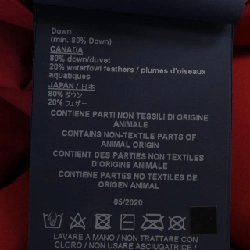 Down
(min. 80% Down)
CANADA
80% down/duvet
20% waterfowl feathers / plumes d'oiseaux
aquatiques
JAPAN / 日本
80% ダウン
20% フェザー
CONTIENE PARTI NON TESSILI DI ORIGINE
ANIMALE
CONTAINS NON-TEXTILE PARTS OF
ANIMAL ORIGIN
CONTIENT DES PARTIES NON TEXTILES
D'ORIGINE ANIMALE
CONTIENE PARTES NO TEXTILES DE
ORIGEN ANIMAL
05/2020
LAVARE A MANO / NON TRATTARE CON
CLORO / NON USARE ASCIUGATRICE /